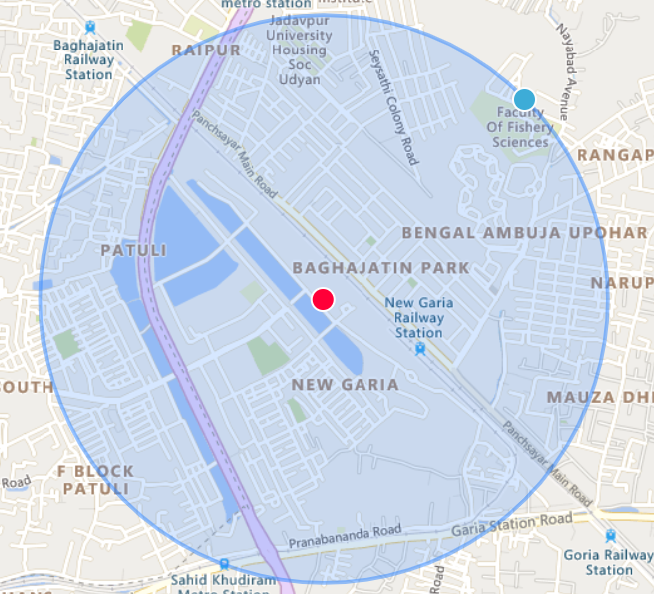 metro station
Jadavpur
University
Housing
Soc
Udyan
Baghajatin
Railway
Station
RAIPUR
Nayabad Avenue
Seysathi Colony Road
Faculty
Of Fishery
Sciences
Panchsayar Main Road
RANGAP
BENGAL AMBUJA UPOHAR
PATULI
BAGHAJATIN PARK
NARUP
New Garia
Railway
Station
SOUTH
NEW GARIA
MAUZA DHI
Panchsayar Main Road
F BLOCK
PATULI
Road
Garia Station Road
Pranabananda Road
Goria Railway
Station
Sahid Khudiram
Metro Station
Road